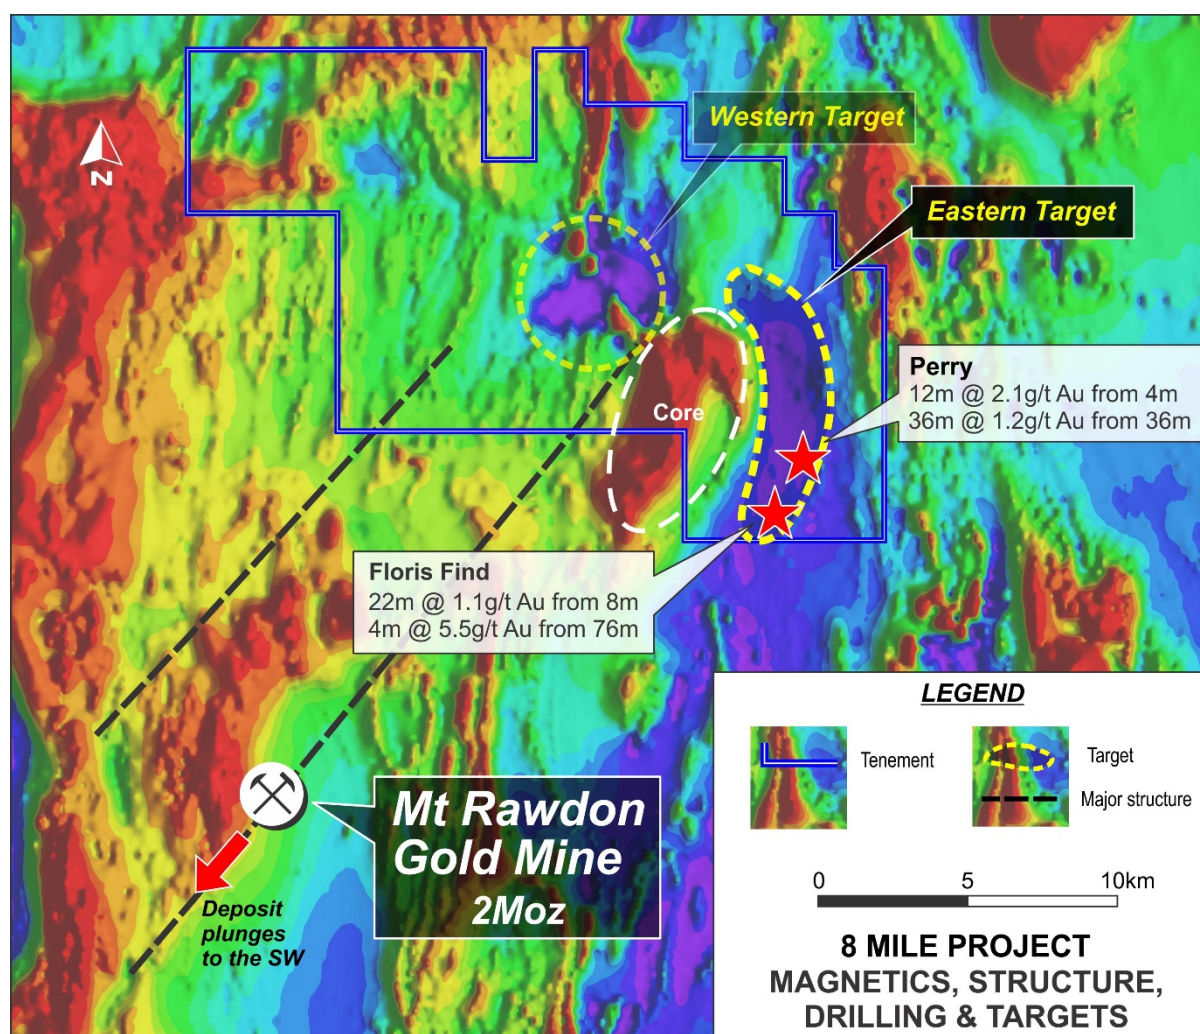 Western Target
N
Eastern Target
Perry
12m @ 2.1g/t Au from 4m
36m @ 1.2g/t Au from 36m
Core
Floris Find
22m @ 1.1g/t Au from 8m
4m @ 5.5g/t Au from 76m
Mt Rawdon
Gold Mine
2Moz
Deposit
plunges
to the SW
LEGEND
Tenement
Target
Major structure
0 5 10km
8 MILE PROJECT
MAGNETICS, STRUCTURE,
DRILLING & TARGETS